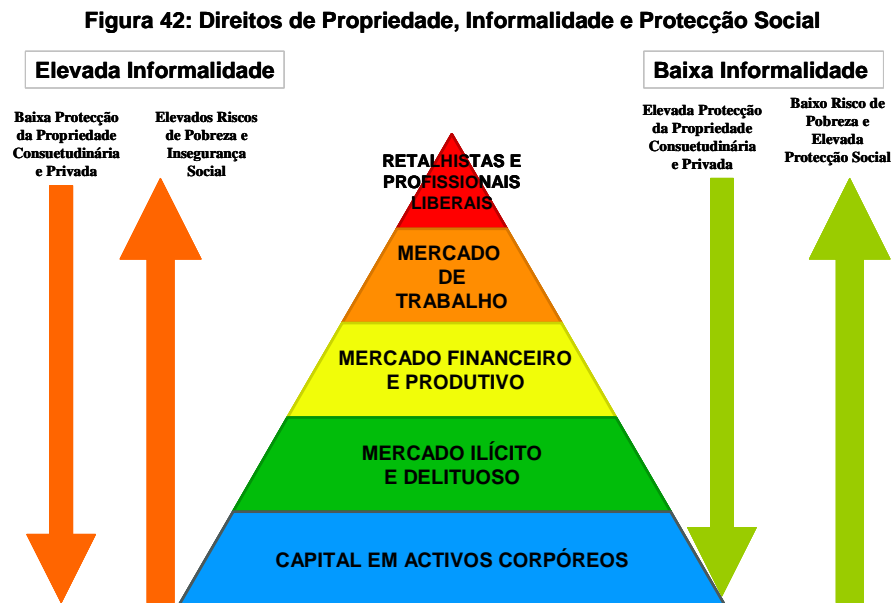 Figura 42: Direitos de Propriedade, Informalidade e Protecção Social
Elevada Informalidade
Baixa Protecção
da Propriedade
Consuetudinária
e Privada
Elevados Riscos
de Pobreza e
Insegurança
Social
RETALHISTAS E
PROFISSIONAIS
LIBERAIS
MERCADO
DE
TRABALHO
MERCADO FINANCEIRO
E PRODUTIVO
MERCADO ILÍCITO
E DELITUOSO
CAPITAL EM ACTIVOS CORPÓREOS
Baixa Informalidade
Elevada Protecção
da Propriedade
Consuetudinária
e Privada
Baixo Risco de
Pobreza e
Elevada
Protecção Social